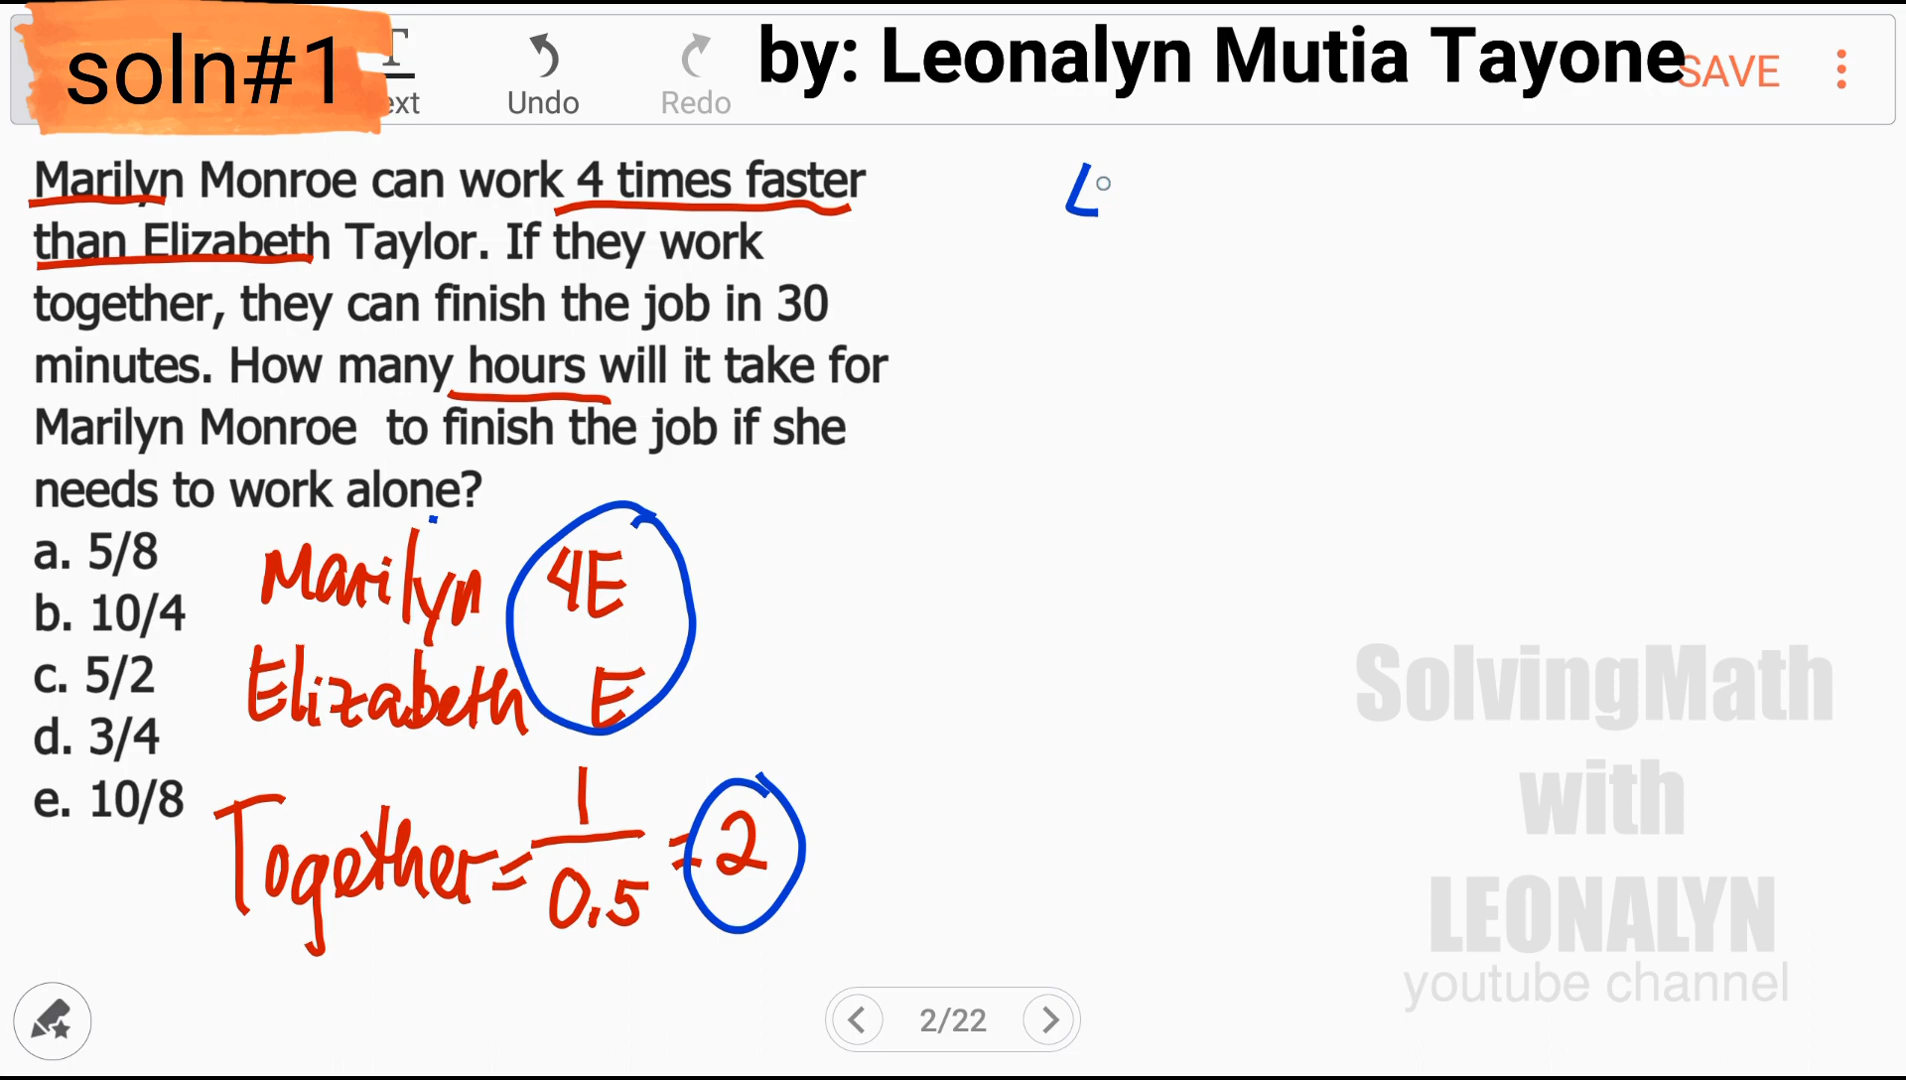 soln#1
ext
Undo
Redo
by: Leonalyn Mutia Tayone
SAVE
Marilyn Monroe can work 4 times faster
than Elizabeth Taylor. If they work
together, they can finish the job in 30
minutes. How many hours will it take for
Marilyn Monroe to finish the job if she
needs to work alone?
a. 5/8
b. 10/4
c. 5/2
d. 3/4
e. 10/8
Marilyn 4E
Elizabeth E
Together = 1/0.5 = 2
SolvingMath
with
LEONALYN
youtube channel
2/22